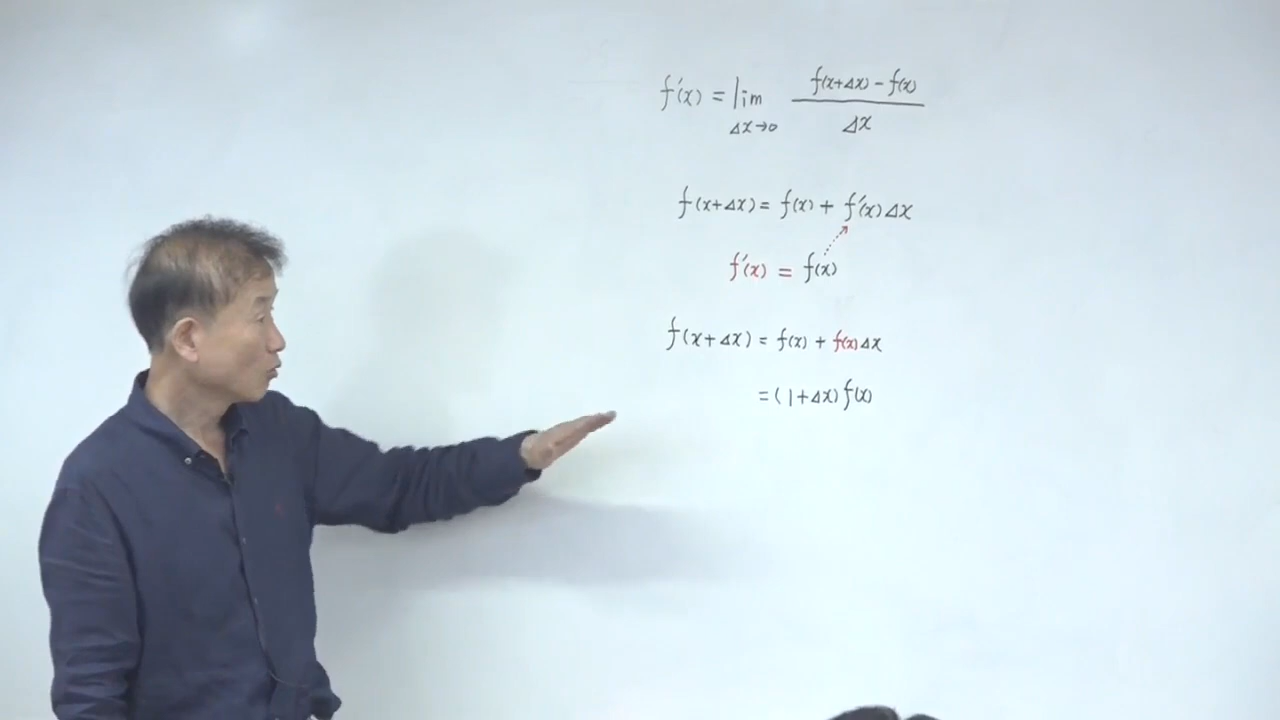 f′(x) = lim Δx→0 f(x+Δx) − f(x) / Δx
f(x+Δx) = f(x) + f′(x)Δx
f′(x) = f(x)
f(x+Δx) = f(x) + f(x)Δx
= (1+Δx)f(x)